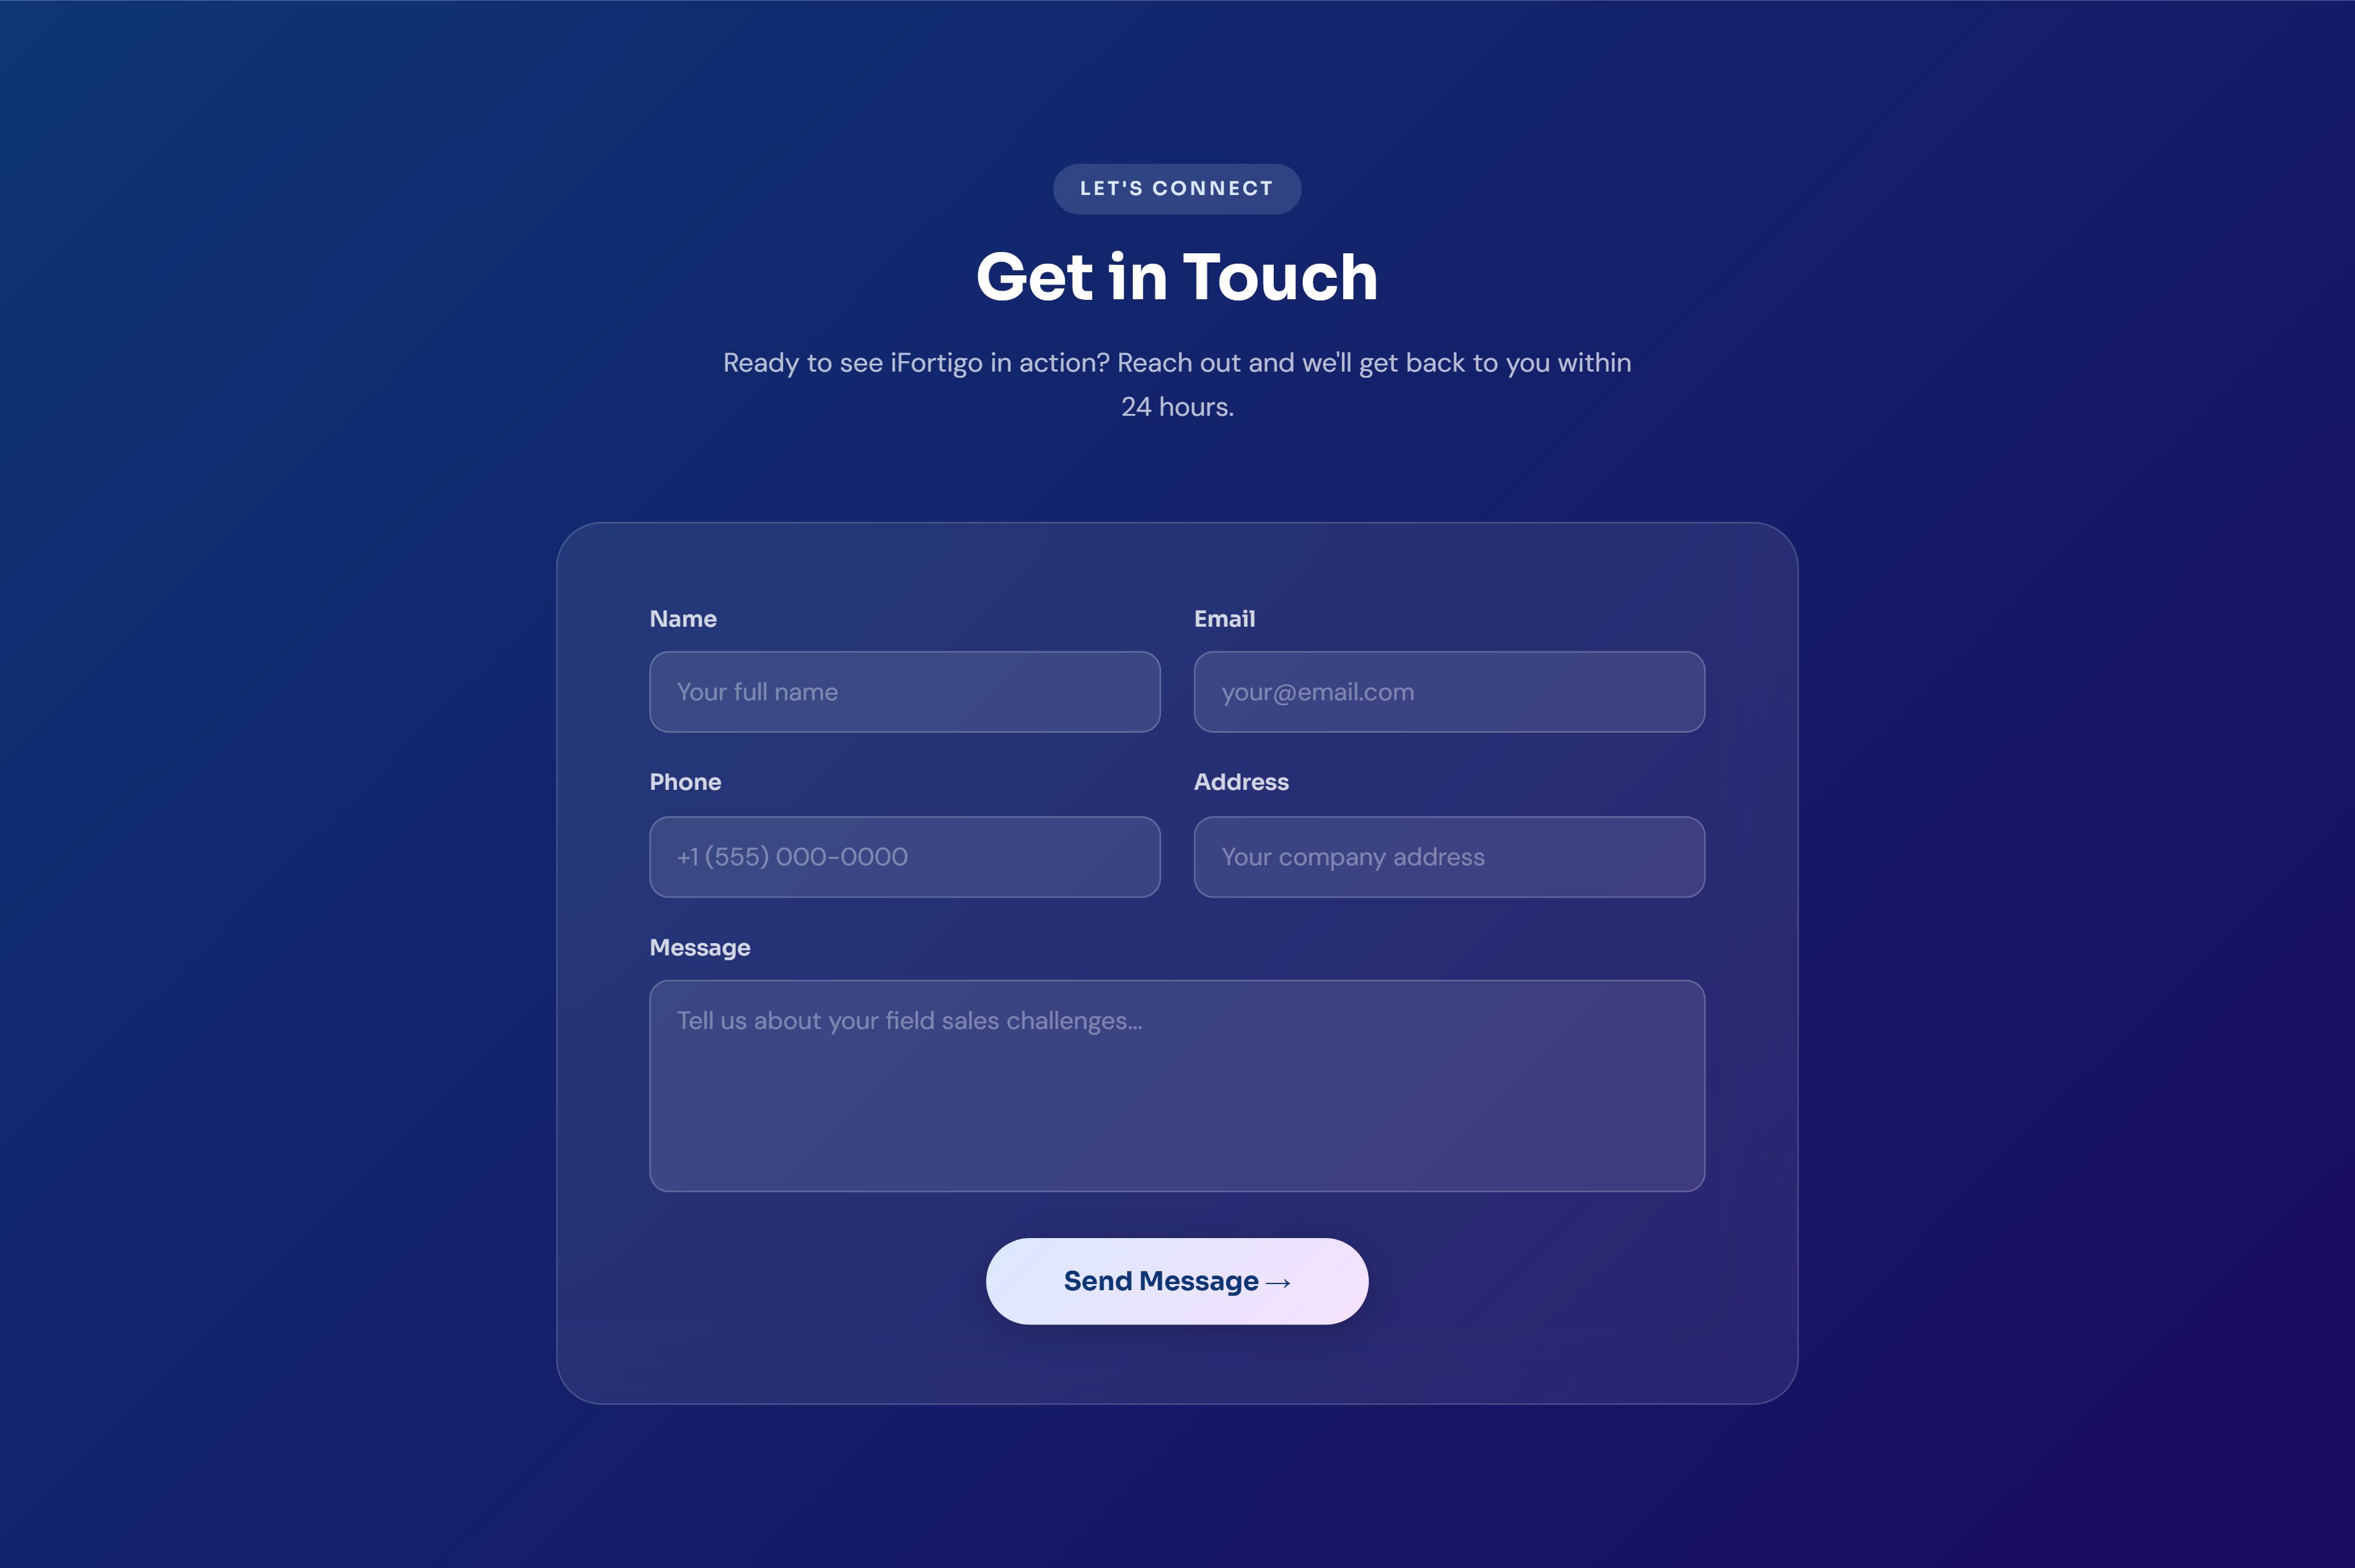 LET'S CONNECT
Get in Touch
Ready to see iFortigo in action? Reach out and we'll get back to you within
24 hours.
Name
Email
Your full name
your@email.com
Phone
Address
+1 (555) 000-0000
Your company address
Message
Tell us about your field sales challenges...
Send Message →